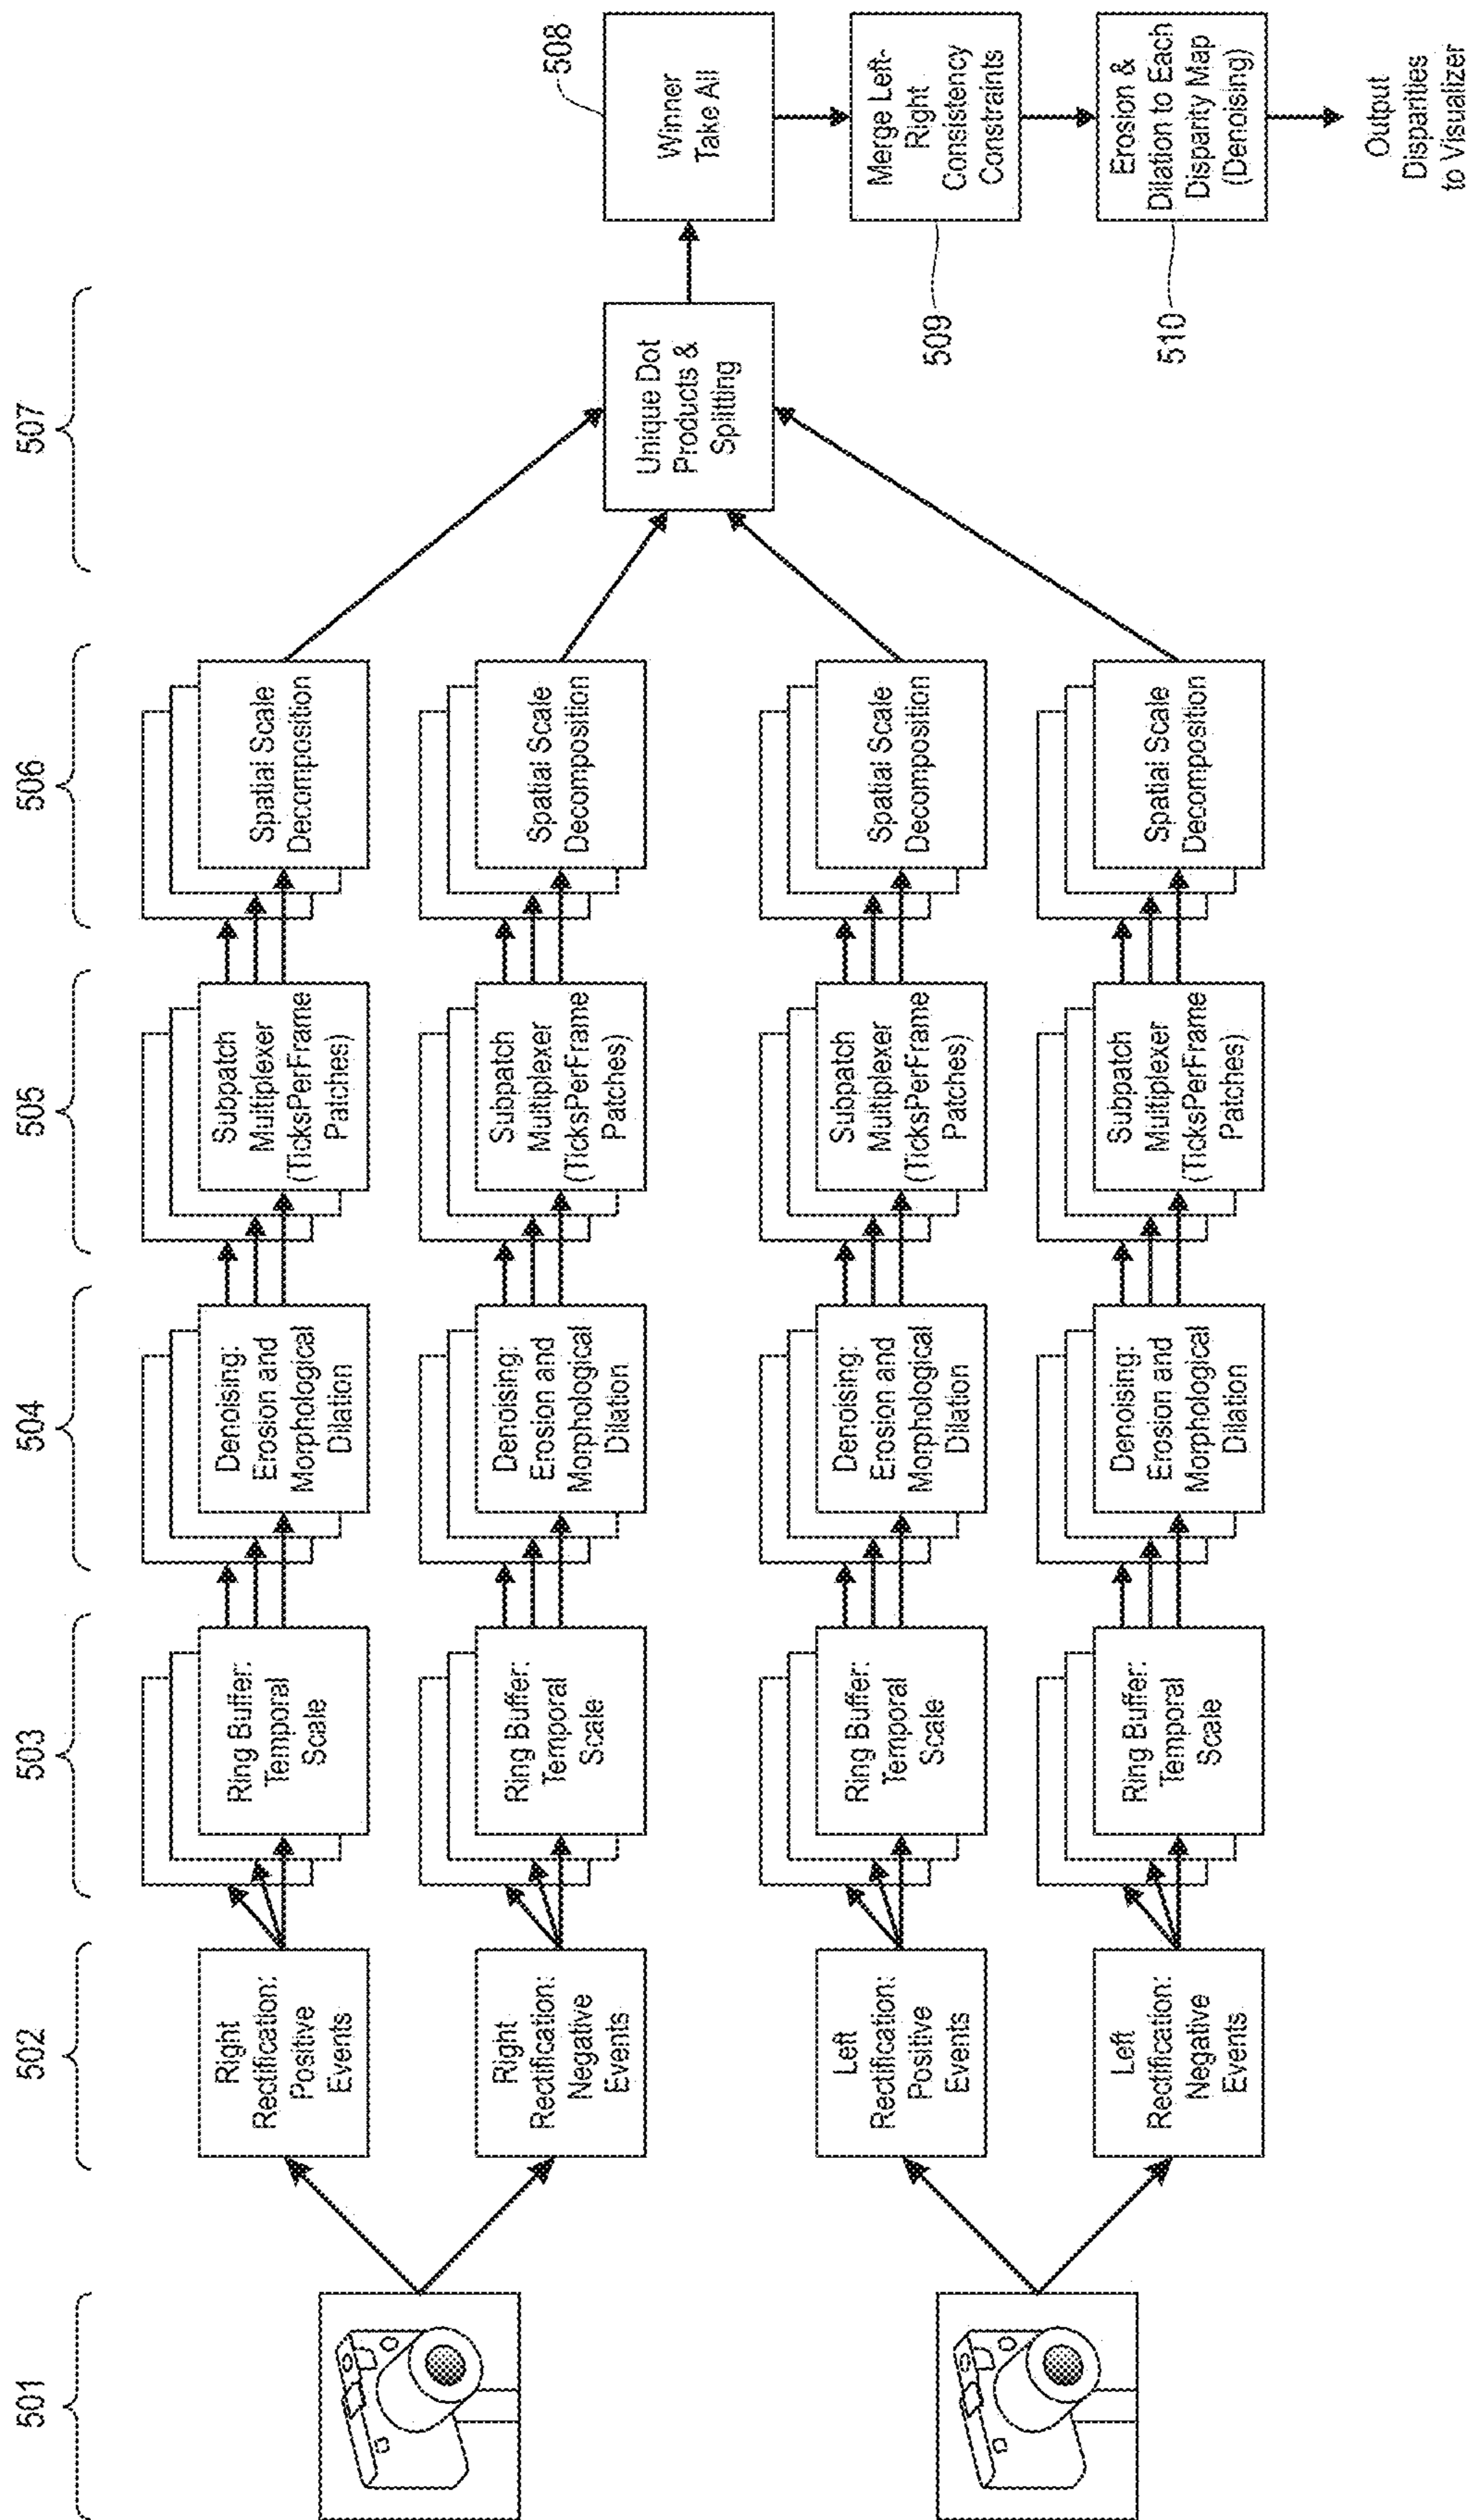 501
502
503
504
505
506
507
Right
Rectification:
Positive
Events
Ring Buffer:
Temporal
Scale
Denoising:
Erosion and
Morphological
Dilation
Subpatch
Multiplexer
(TicksPerFrame
Patches)
Spatial Scale
Decomposition
Right
Rectification:
Negative
Events
Ring Buffer:
Temporal
Scale
Denoising:
Erosion and
Morphological
Dilation
Subpatch
Multiplexer
(TicksPerFrame
Patches)
Spatial Scale
Decomposition
Left
Rectification:
Positive
Events
Ring Buffer:
Temporal
Scale
Denoising:
Erosion and
Morphological
Dilation
Subpatch
Multiplexer
(TicksPerFrame
Patches)
Spatial Scale
Decomposition
Left
Rectification:
Negative
Events
Ring Buffer:
Temporal
Scale
Denoising:
Erosion and
Morphological
Dilation
Subpatch
Multiplexer
(TicksPerFrame
Patches)
Spatial Scale
Decomposition
Unique Dot
Products &
Splitting
508
Winner
Take All
Merge Left-
Right
Consistency
Constraints
509
Erosion &
Dilation to Each
Disparity Map
(Denoising)
510
Output
Disparities
to Visualizer